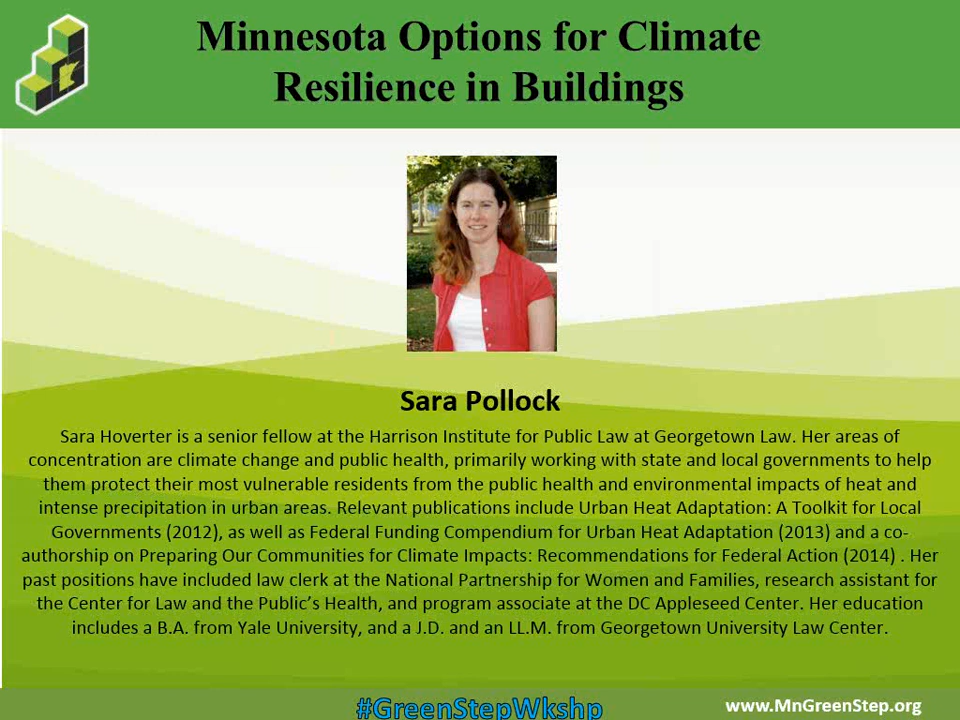 Minnesota Options for Climate
Resilience in Buildings
Sara Pollock
Sara Hoverter is a senior fellow at the Harrison Institute for Public Law at Georgetown Law. Her areas of
concentration are climate change and public health, primarily working with state and local governments to help
them protect their most vulnerable residents from the public health and environmental impacts of heat and
intense precipitation in urban areas. Relevant publications include Urban Heat Adaptation: A Toolkit for Local
Governments (2012), as well as Federal Funding Compendium for Urban Heat Adaptation (2013) and a co-
authorship on Preparing Our Communities for Climate Impacts: Recommendations for Federal Action (2014) . Her
past positions have included law clerk at the National Partnership for Women and Families, research assistant for
the Center for Law and the Public’s Health, and program associate at the DC Appleseed Center. Her education
includes a B.A. from Yale University, and a J.D. and an LL.M. from Georgetown University Law Center.
#GreenStepWkshp
www.MnGreenStep.org